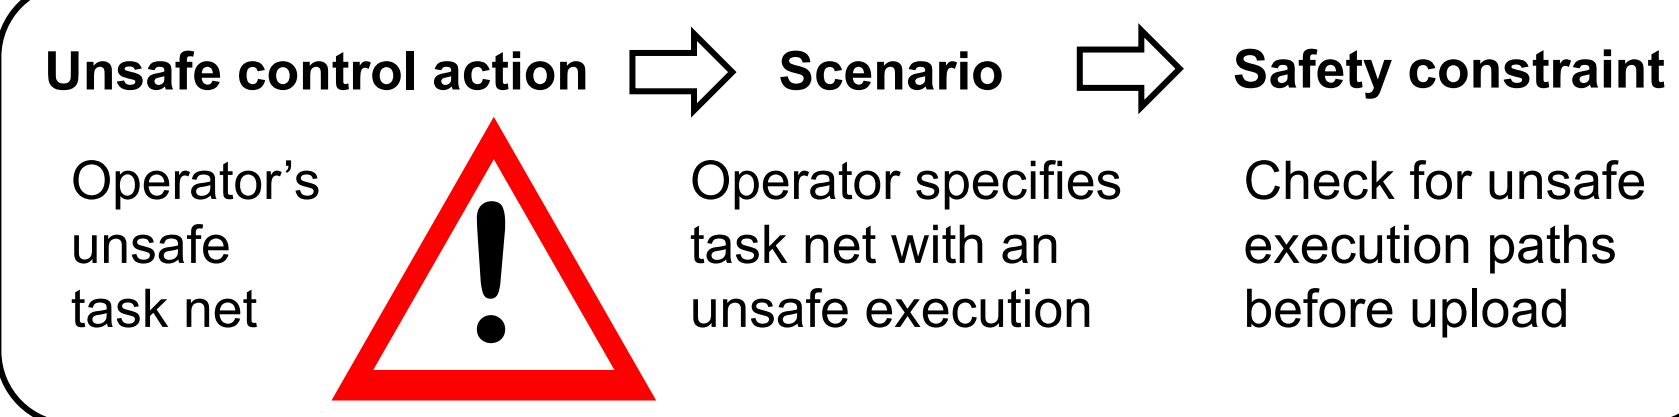 Unsafe control action
Scenario
Safety constraint
Operator’s
unsafe
task net
Operator specifies
task net with an
unsafe execution
Check for unsafe
execution paths
before upload